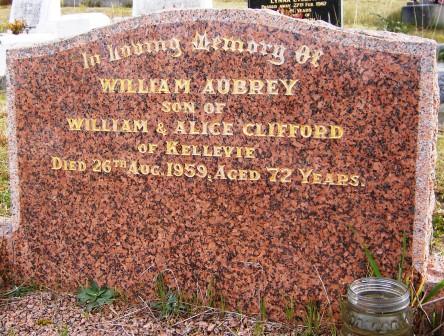 In Loving Memory Of
WILLIAM AUBREY
SON OF
WILLIAM & ALICE CLIFFORD
OF KELLEVIE
DIED 26TH AUG. 1959, AGED 72 YEARS.